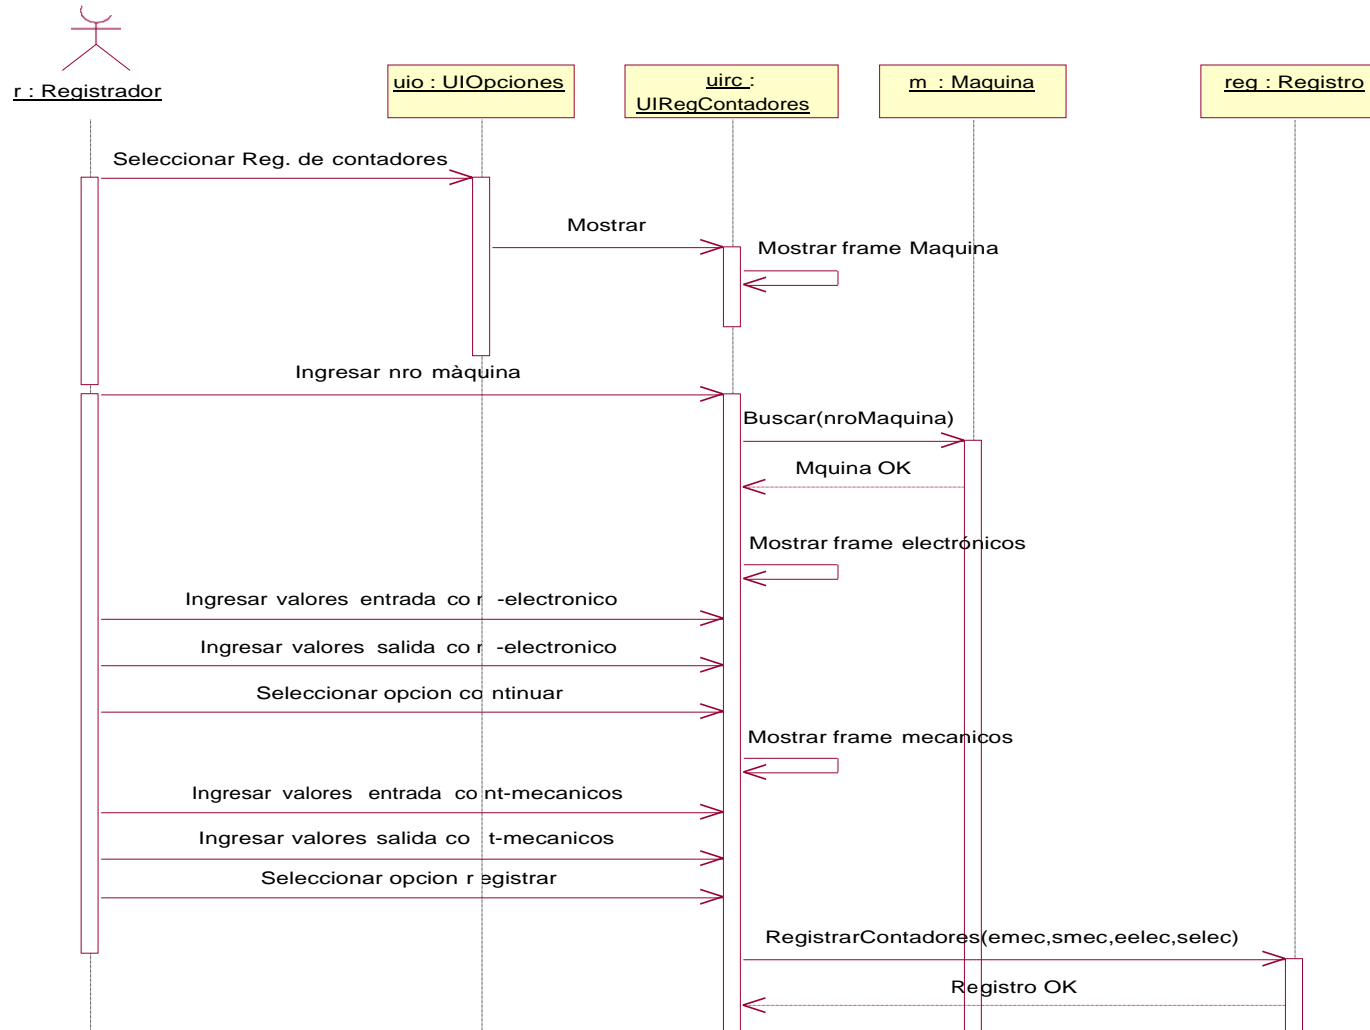 r : Registrador
uio : UIOpciones
uirc :
UIRegContadores
m : Maquina
reg : Registro
Seleccionar Reg. de contadores
Mostrar
Mostrar frame Maquina
Ingresar nro màquina
Buscar(nroMaquina)
Mquina OK
Mostrar frame electrónicos
Ingresar valores entrada co r -electronico
Ingresar valores salida co r -electronico
Seleccionar opcion co ntinuar
Mostrar frame mecanicos
Ingresar valores entrada co nt-mecanicos
Ingresar valores salida co t-mecanicos
Seleccionar opcion r egistrar
RegistrarContadores(emec,smec,eelec,selec)
Registro OK